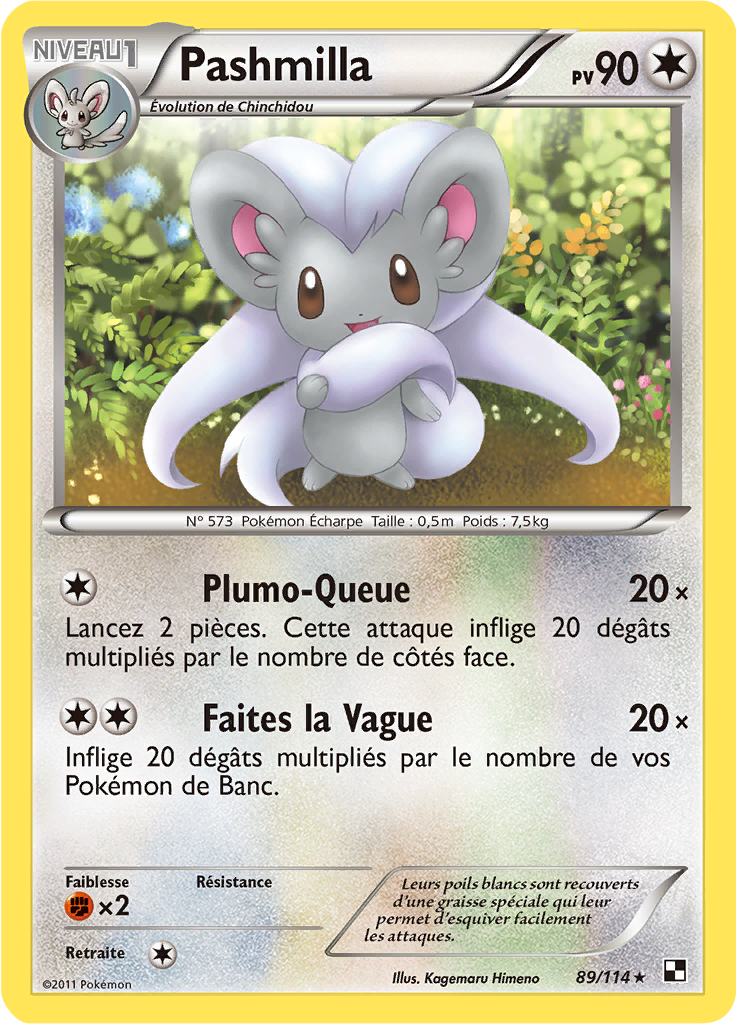 NIVEAU 1
Pashmilla
PV 90
Évolution de Chinchidou
N° 573 Pokémon Écharpe Taille : 0,5m Poids : 7,5kg
Plumo-Queue 20×
Lancez 2 pièces. Cette attaque inflige 20 dégâts
multipliés par le nombre de côtés face.
Faites la Vague 20×
Inflige 20 dégâts multipliés par le nombre de vos
Pokémon de Banc.
Faiblesse Résistance
×2
Retraite
Leurs poils blancs sont recouverts
d'une graisse spéciale qui leur
permet d'esquiver facilement
les attaques.
©2011 Pokémon
Illus. Kagemaru Himeno 89/114 ★